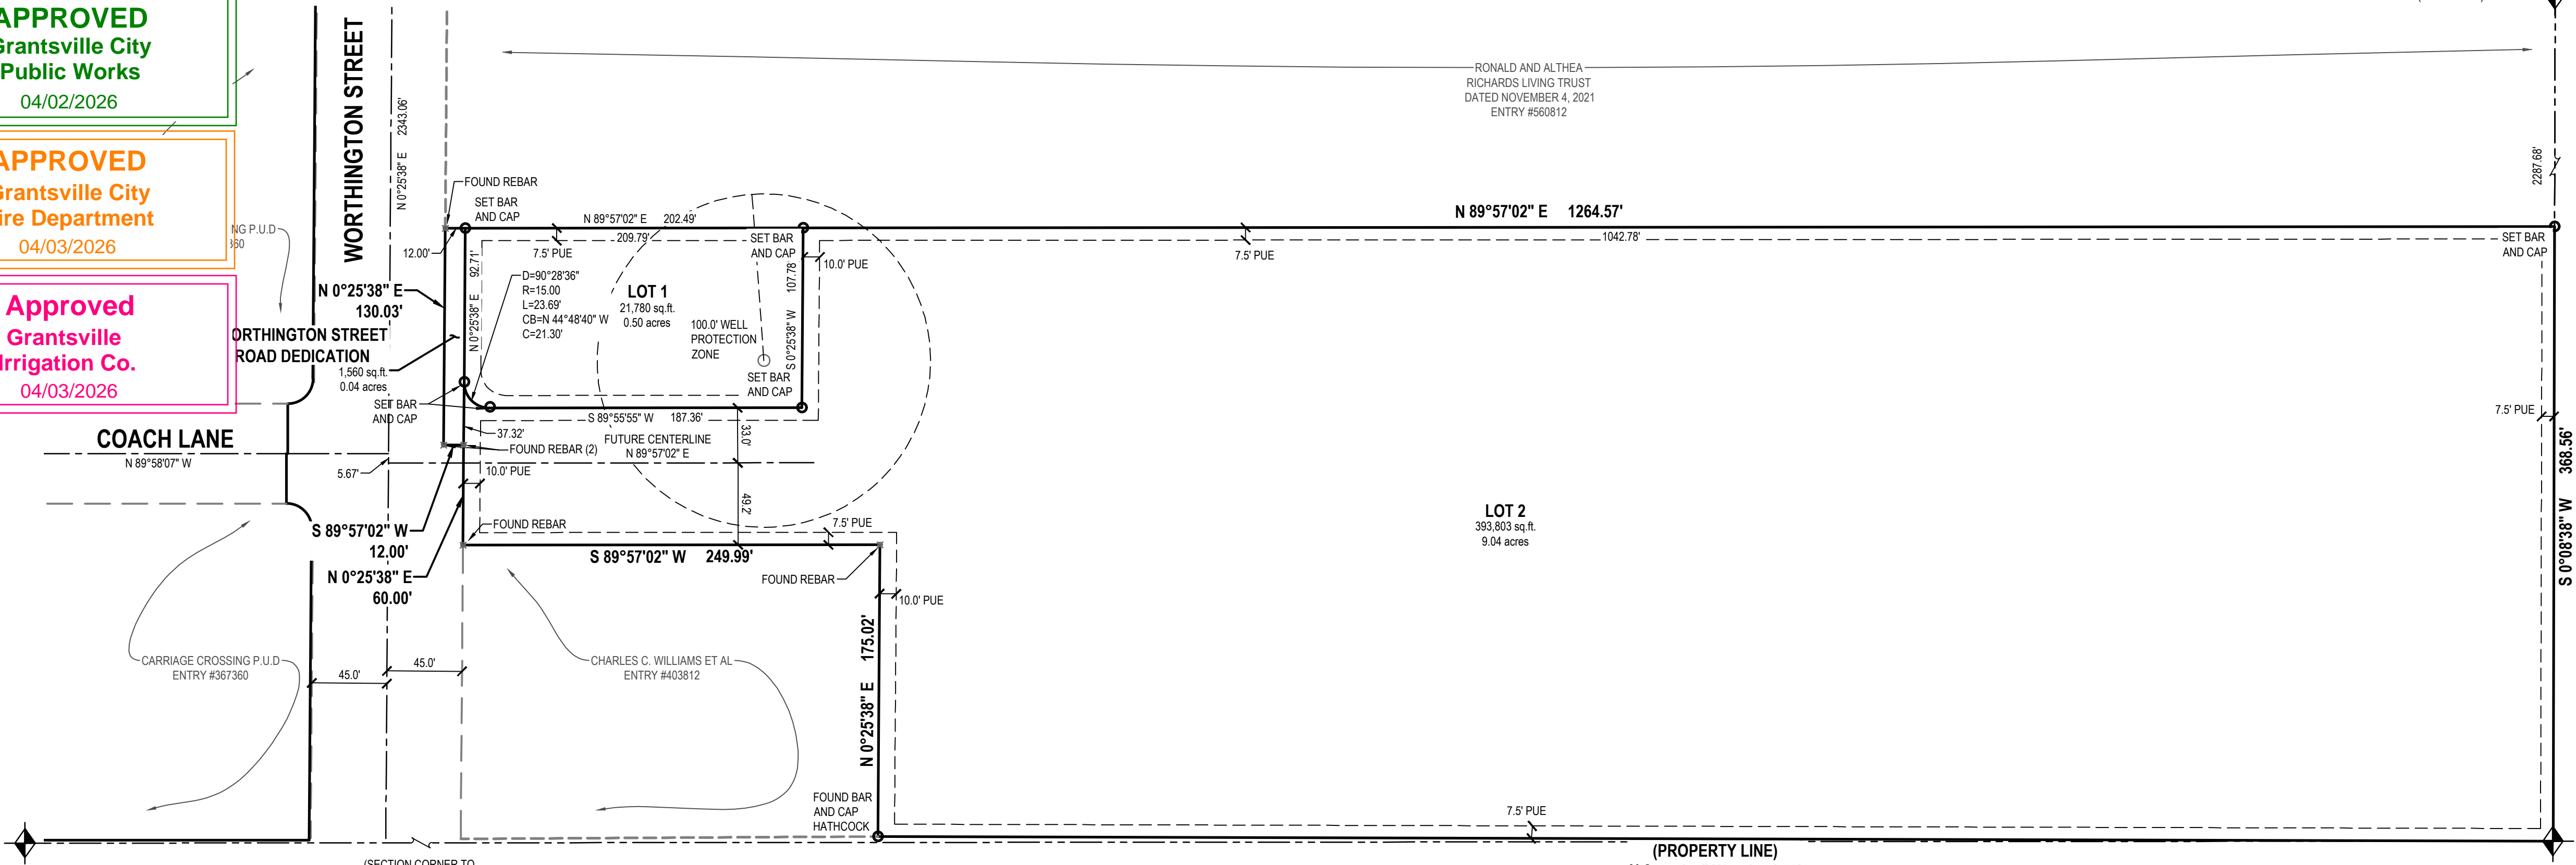 APPROVED
Grantsville City
Public Works
04/02/2026
APPROVED
Grantsville City
Fire Department
04/03/2026
Approved
Grantsville
Irrigation Co.
04/03/2026
WORTHINGTON STREET
N 0°25'38" E 2343.06'
RONALD AND ALTHEA
RICHARDS LIVING TRUST
DATED NOVEMBER 4, 2021
ENTRY #560812
2287.68'
FOUND REBAR
SET BAR
AND CAP
N 89°57'02" E 202.49'
209.79'
7.5' PUE
12.00'
SET BAR
AND CAP
10.0' PUE
N 89°57'02" E 1264.57'
1042.78'
7.5' PUE
SET BAR
AND CAP
NG P.U.D
360
N 0°25'38" E
130.03'
ORTHINGTON STREET
ROAD DEDICATION
1,560 sq.ft.
0.04 acres
N 0°25'38" E 92.71'
D=90°28'36"
R=15.00
L=23.69'
CB=N 44°48'40" W
C=21.30'
LOT 1
21,780 sq.ft.
0.50 acres
100.0' WELL
PROTECTION
ZONE
S 0°25'38" W 107.78'
SET BAR
AND CAP
SET BAR
AND CAP
S 89°55'55" W 187.36'
37.32'
FUTURE CENTERLINE
N 89°57'02" E
33.0'
FOUND REBAR (2)
COACH LANE
N 89°58'07" W
5.67'
10.0' PUE
49.2'
S 89°57'02" W
12.00'
FOUND REBAR
7.5' PUE
S 89°57'02" W 249.99'
N 0°25'38" E
60.00'
FOUND REBAR
10.0' PUE
LOT 2
393,803 sq.ft.
9.04 acres
7.5' PUE
S 0°08'38" W 368.56'
CARRIAGE CROSSING P.U.D
ENTRY #367360
45.0'
45.0'
CHARLES C. WILLIAMS ET AL
ENTRY #403812
N 0°25'38" E 175.02'
FOUND BAR
AND CAP
HATHCOCK
7.5' PUE
(PROPERTY LINE)
(SECTION CORNER TO